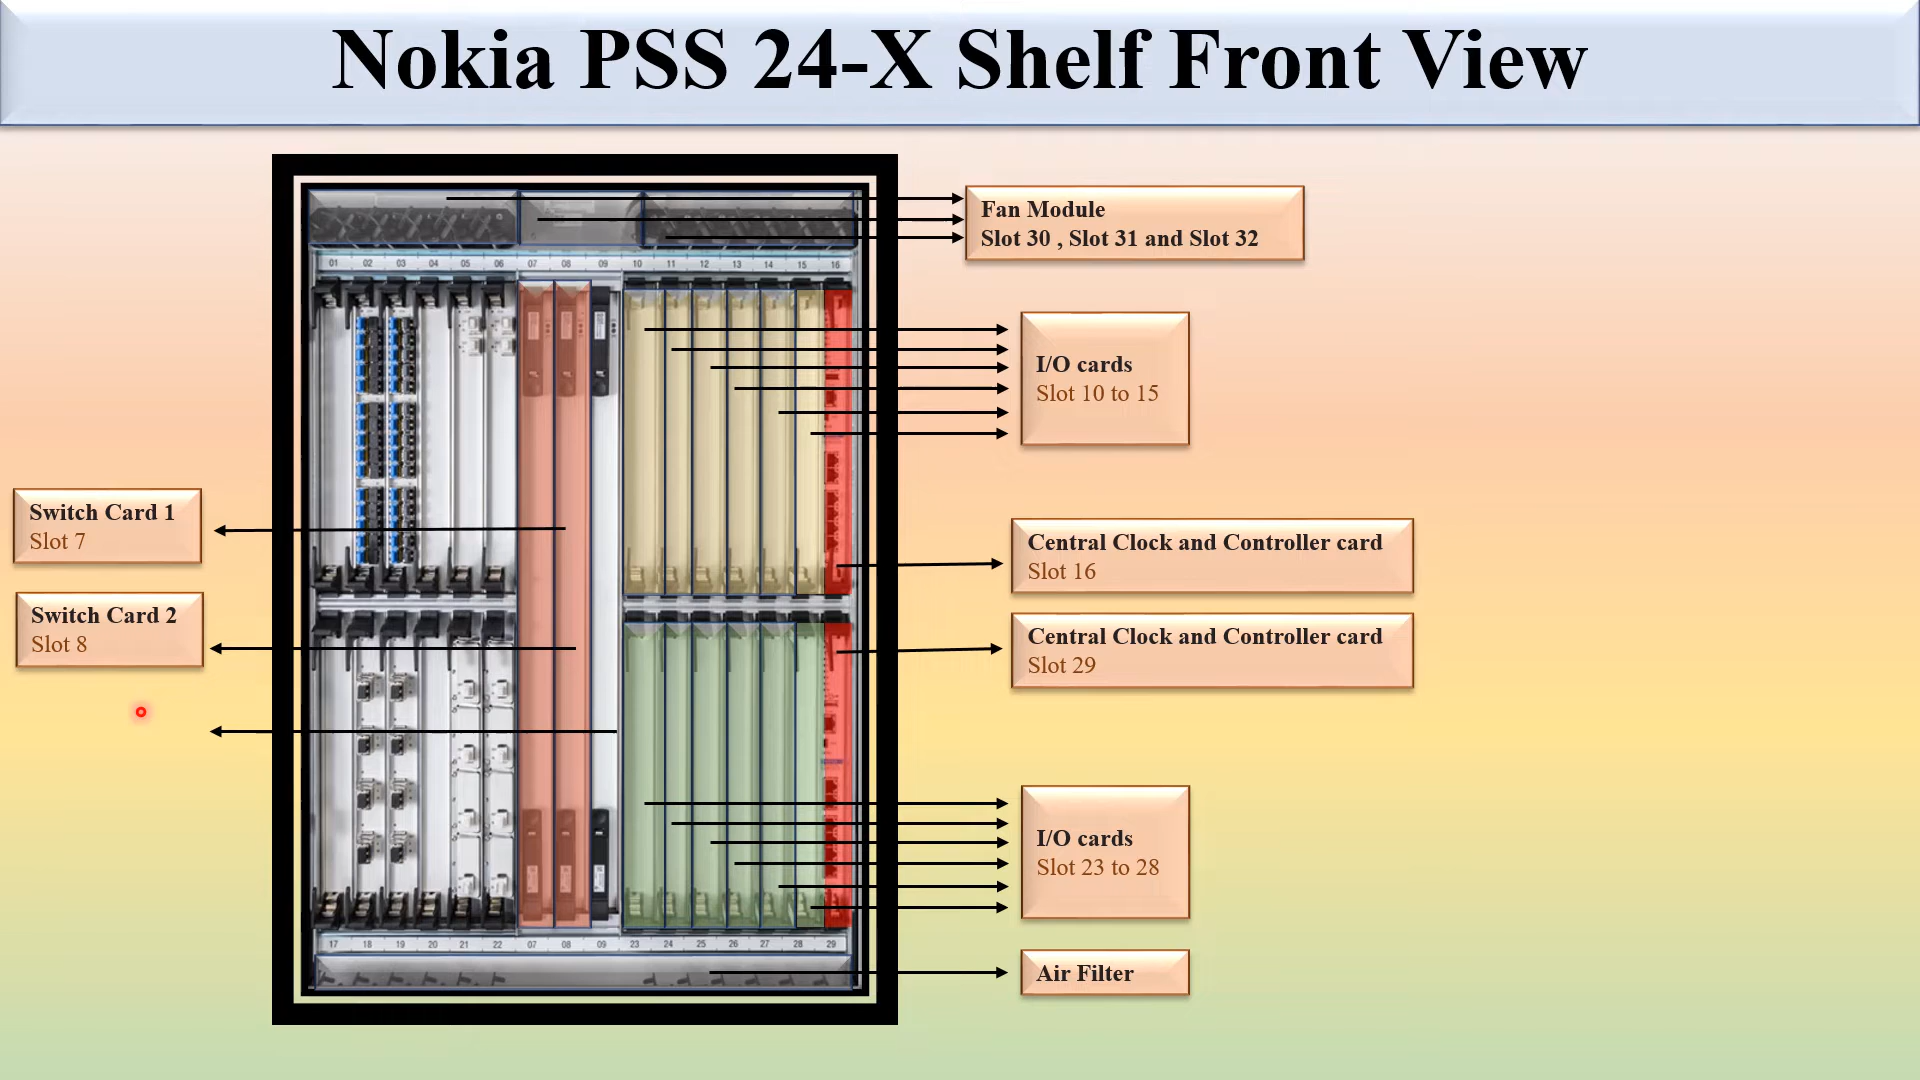 Nokia PSS 24-X Shelf Front View
Fan Module
Slot 30 , Slot 31 and Slot 32
01 02 03 04 05 06 07 08 09 10 11 12 13 14 15 16
I/O cards
Slot 10 to 15
Switch Card 1
Slot 7
Central Clock and Controller card
Slot 16
Switch Card 2
Slot 8
Central Clock and Controller card
Slot 29
I/O cards
Slot 23 to 28
17 18 19 20 21 22 07 08 09 23 24 25 26 27 28 29
Air Filter